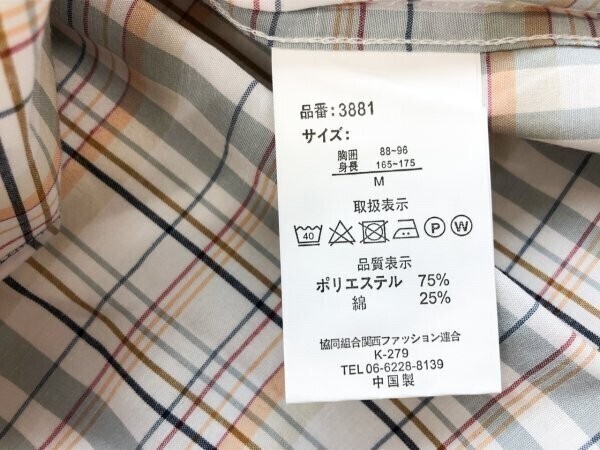 品番:3881
サイズ:
胸囲 88~96
身長 165~175
M
取扱表示
40 P W
品質表示
ポリエステル 75%
綿 25%
協同組合関西ファッション連合
K-279
TEL 06-6228-8139
中国製